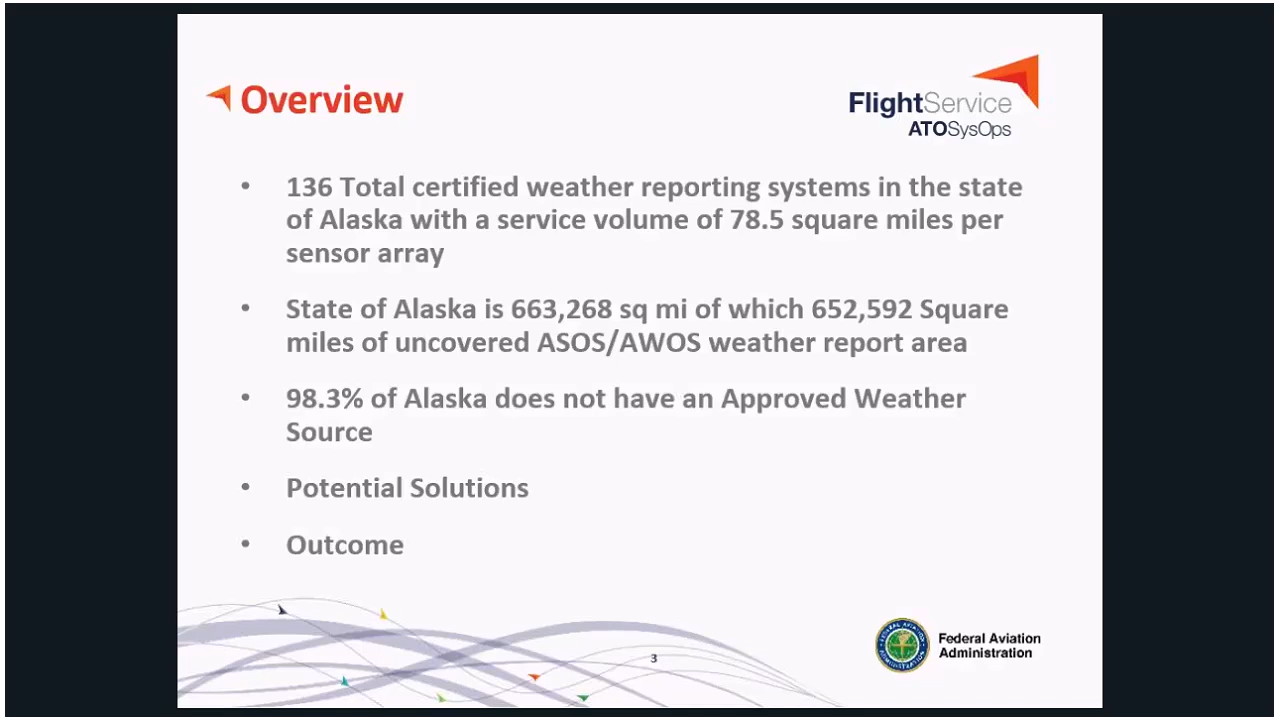 Overview
FlightService
ATOSysOps
• 136 Total certified weather reporting systems in the state
of Alaska with a service volume of 78.5 square miles per
sensor array
• State of Alaska is 663,268 sq mi of which 652,592 Square
miles of uncovered ASOS/AWOS weather report area
• 98.3% of Alaska does not have an Approved Weather
Source
• Potential Solutions
• Outcome
3
Federal Aviation
Administration